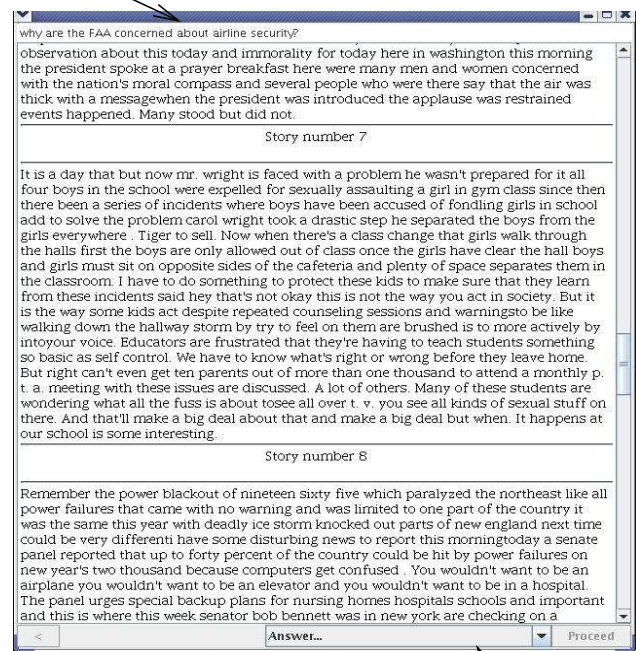 why are the FAA concerned about airline security?
observation about this today and immorality for today here in washington this morning
the president spoke at a prayer breakfast here were many men and women concerned
with the nation's moral compass and several people who were there say that the air was
thick with a messagewhen the president was introduced the applause was restrained
events happened. Many stood but did not.
Story number 7
It is a day that but now mr. wright is faced with a problem he wasn't prepared for it all
four boys in the school were expelled for sexually assaulting a girl in gym class since then
there been a series of incidents where boys have been accused of fondling girls in school
add to solve the problem carol wright took a drastic step he separated the boys from the
girls everywhere . Tiger to sell. Now when there's a class change that girls walk through
the halls first the boys are only allowed out of class once the girls have clear the hall boys
and girls must sit on opposite sides of the cafeteria and plenty of space separates them in
the classroom. I have to do something to protect these kids to make sure that they learn
from these incidents said hey that's not okay this is not the way you act in society. But it
is the way some kids act despite repeated counseling sessions and warningsto be like
walking down the hallway storm by try to feel on them are brushed is to more actively by
intoyour voice. Educators are frustrated that they're having to teach students something
so basic as self control. We have to know what's right or wrong before they leave home.
But right can't even get ten parents out of more than one thousand to attend a monthly p.
t. a. meeting with these issues are discussed. A lot of others. Many of these students are
wondering what all the fuss is about tosee all over t. v. you see all kinds of sexual stuff on
there. And that'll make a big deal about that and make a big deal but when. It happens at
our school is some interesting.
Story number 8
Remember the power blackout of nineteen sixty five which paralyzed the northeast like all
power failures that came with no warning and was limited to one part of the country it
was the same this year with deadly ice storm knocked out parts of new england next time
could be very differenti have some disturbing news to report this morningtoday a senate
panel reported that up to forty percent of the country could be hit by power failures on
new year's two thousand because computers get confused . You wouldn't want to be an
airplane you wouldn't want to be an elevator and you wouldn't want to be in a hospital.
The panel urges special backup plans for nursing homes hospitals schools and important
and this is where this week senator bob bennett was in new york are checking on a
< Answer... Proceed